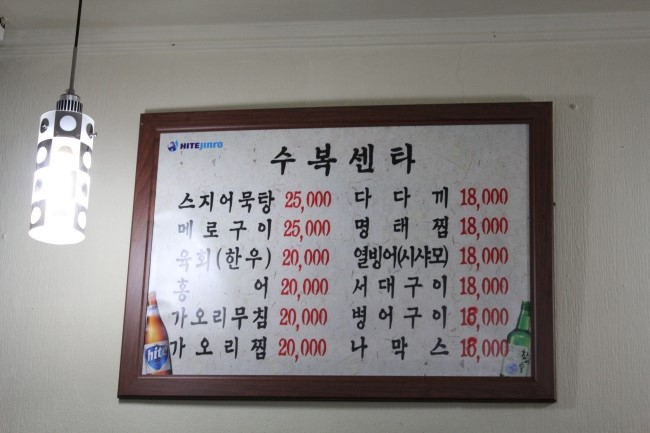 HITEJINRO
수복센타
스지어묵탕 25,000 다다끼 18,000
메로구이 25,000 명태찜 18,000
육회(한우) 20,000 열빙어(시샤모) 18,000
홍어 20,000 서대구이 18,000
가오리무침 20,000 병어구이 18,000
가오리찜 20,000 나막스 18,000
hite